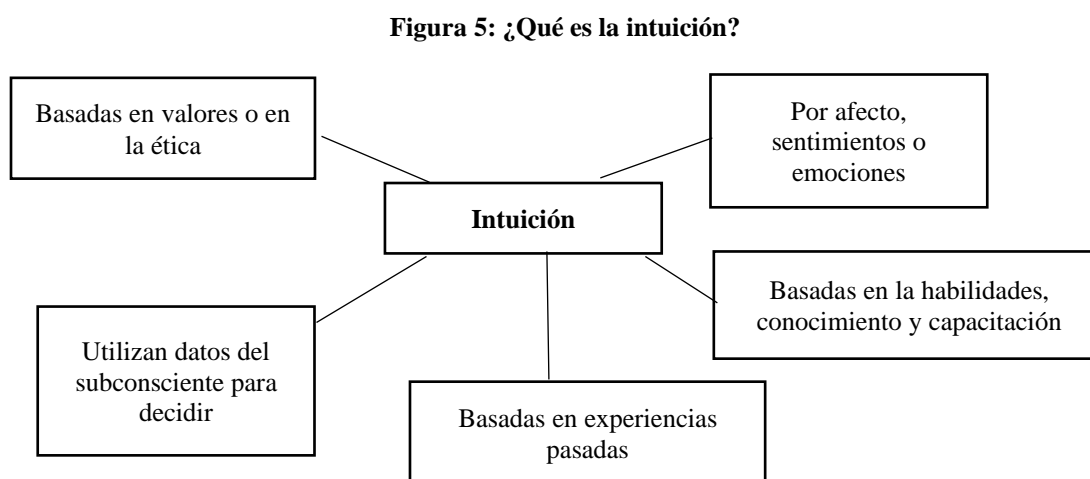 Figura 5: ¿Qué es la intuición?
Basadas en valores o en
la ética
Por afecto,
sentimientos o
emociones
Intuición
Basadas en la habilidades,
conocimiento y capacitación
Utilizan datos del
subconsciente para
decidir
Basadas en experiencias
pasadas